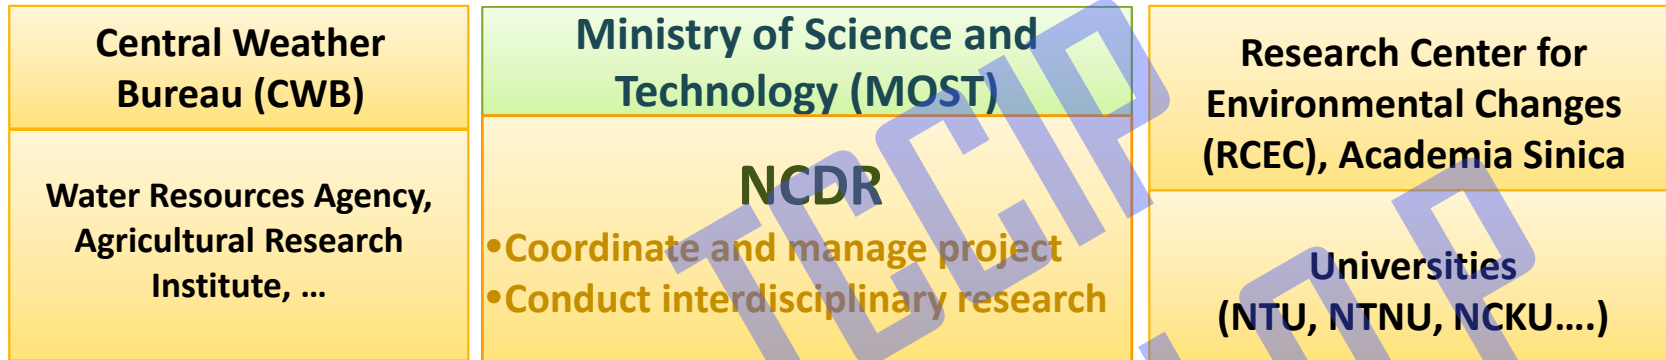 Central Weather
Bureau (CWB)
Water Resources Agency,
Agricultural Research
Institute, ...
Ministry of Science and
Technology (MOST)
NCDR
•Coordinate and manage project
•Conduct interdisciplinary research
Research Center for
Environmental Changes
(RCEC), Academia Sinica
Universities
(NTU, NTNU, NCKU....)
TCCIP